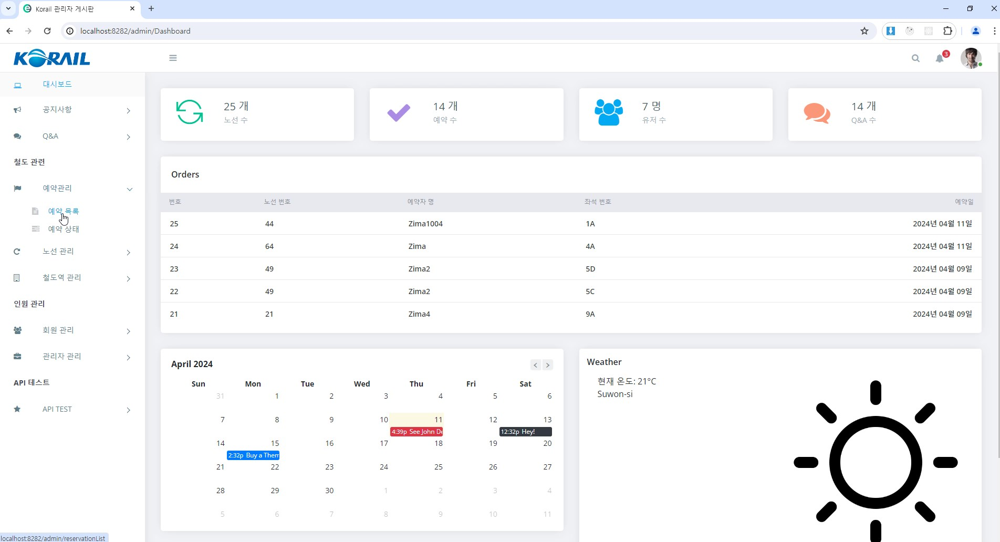 Korail 관리자 게시판
localhost:8282/admin/Dashboard
KORAIL
3
대시보드
공지사항
Q&A
철도 관련
예약관리
예약 목록
예약 상태
노선 관리
철도역 관리
인원 관리
회원 관리
관리자 관리
API 테스트
API TEST
25 개
노선 수
14 개
예약 수
7 명
유저 수
14 개
Q&A 수
Orders
번호 노선 번호 예약자 명 좌석 번호 예약일
25 44 Zima1004 1A 2024년 04월 11일
24 64 Zima 4A 2024년 04월 11일
23 49 Zima2 5D 2024년 04월 09일
22 49 Zima2 5C 2024년 04월 09일
21 21 Zima4 9A 2024년 04월 09일
April 2024
Sun Mon Tue Wed Thu Fri Sat
31 1 2 3 4 5 6
7 8 9 10 11 12 13
4:39p See John De 12:32p Hey!
14 15 16 17 18 19 20
2:32p Buy a Them
21 22 23 24 25 26 27
28 29 30 1 2 3 4
5 6 7 8 9 10 11
Weather
현재 온도: 21°C
Suwon-si
localhost:8282/admin/reservationList